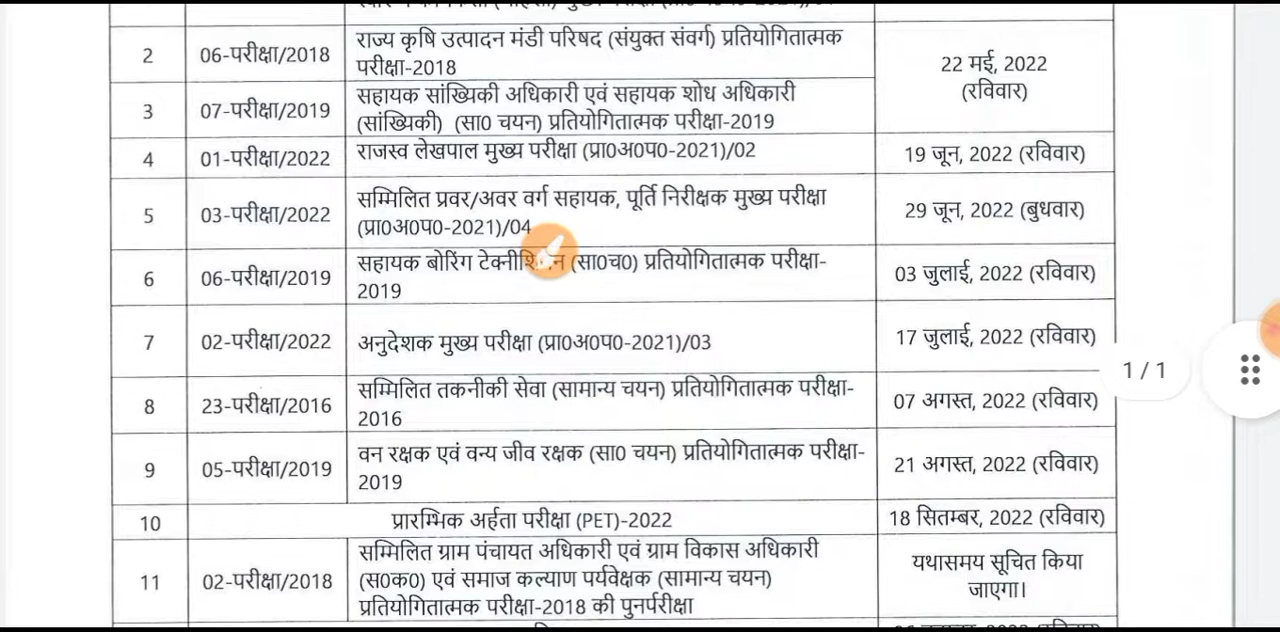 2
06-परीक्षा/2018
राज्य कृषि उत्पादन मंडी परिषद (संयुक्त संवर्ग) प्रतियोगितात्मक
परीक्षा-2018
22 मई, 2022
(रविवार)
3
07-परीक्षा/2019
सहायक सांख्यिकी अधिकारी एवं सहायक शोध अधिकारी
(सांख्यिकी) (सा0 चयन) प्रतियोगितात्मक परीक्षा-2019
4
01-परीक्षा/2022
राजस्व लेखपाल मुख्य परीक्षा (प्रा0अ0प0-2021)/02
19 जून, 2022 (रविवार)
5
03-परीक्षा/2022
सम्मिलित प्रवर/अवर वर्ग सहायक, पूर्ति निरीक्षक मुख्य परीक्षा
(प्रा0अ0प0-2021)/04
29 जून, 2022 (बुधवार)
6
06-परीक्षा/2019
सहायक बोरिंग (सा0च0) प्रतियोगितात्मक परीक्षा-
2019
03 जुलाई, 2022 (रविवार)
7
02-परीक्षा/2022
अनुदेशक मुख्य परीक्षा (प्रा0अ0प0-2021)/03
17 जुलाई, 2022 (रविवार)
8
23-परीक्षा/2016
सम्मिलित तकनीकी सेवा (सामान्य चयन) प्रतियोगितात्मक परीक्षा-
2016
07 अगस्त, 2022 (रविवार)
9
05-परीक्षा/2019
वन रक्षक एवं वन्य जीव रक्षक (सा0 चयन) प्रतियोगितात्मक परीक्षा-
2019
21 अगस्त, 2022 (रविवार)
10
प्रारम्भिक अर्हता परीक्षा (PET)-2022
18 सितम्बर, 2022 (रविवार)
11
02-परीक्षा/2018
सम्मिलित ग्राम पंचायत अधिकारी एवं ग्राम विकास अधिकारी
(स0क0) एवं समाज कल्याण पर्यवेक्षक (सामान्य चयन)
प्रतियोगितात्मक परीक्षा-2018 की पुनर्परीक्षा
यथासमय सूचित किया
जाएगा।
1 / 1